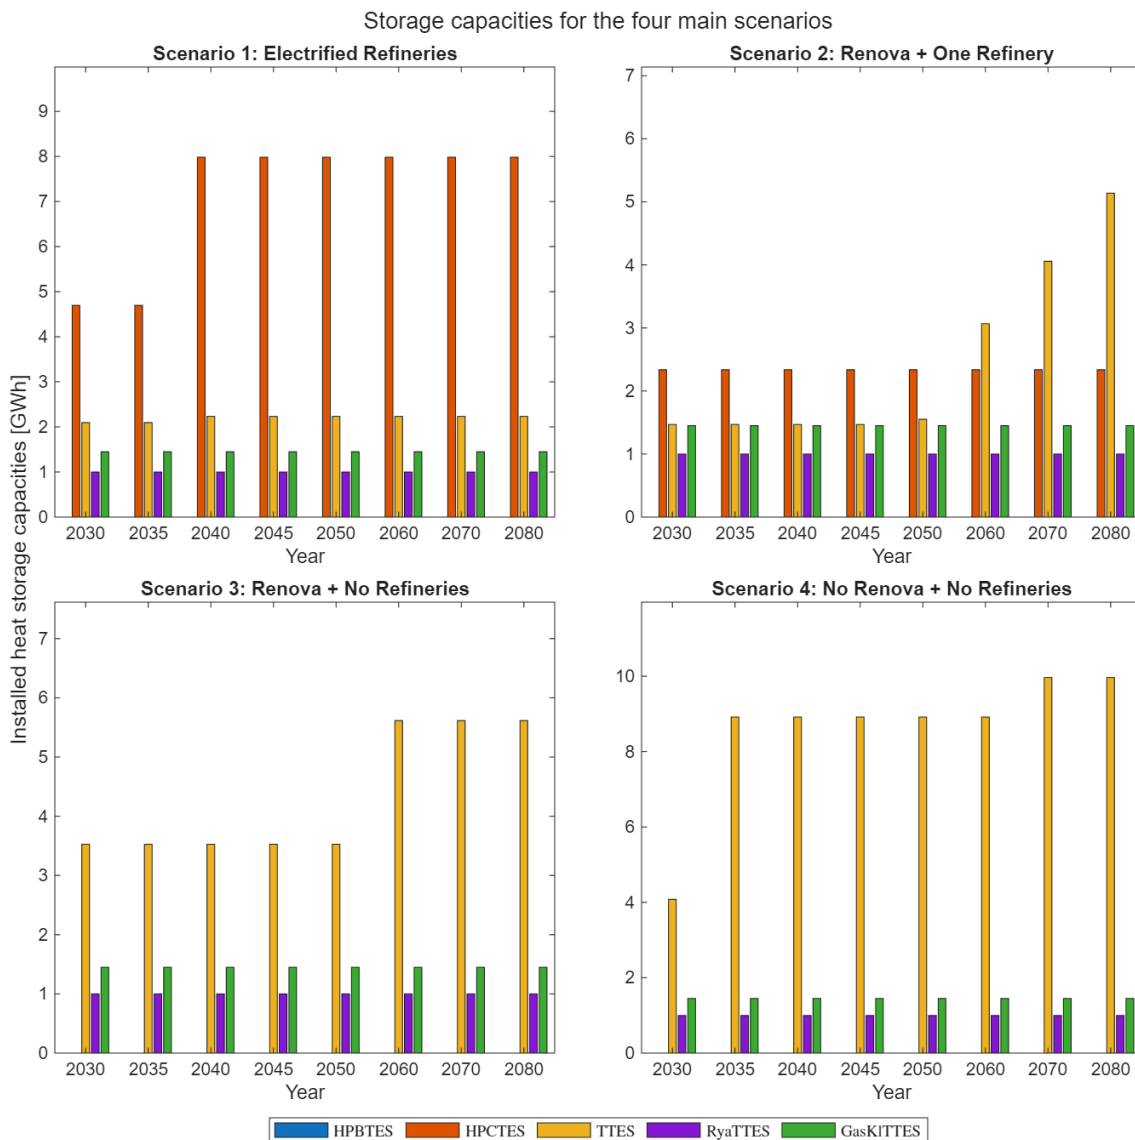 Storage capacities for the four main scenarios
Scenario 1: Electrified Refineries
9
8
7
6
5
4
3
2
1
0
2030 2035 2040 2045 2050 2060 2070 2080
Year
Scenario 2: Renova + One Refinery
7
6
5
4
3
2
1
0
2030 2035 2040 2045 2050 2060 2070 2080
Year
Installed heat storage capacities [GWh]
Scenario 3: Renova + No Refineries
7
6
5
4
3
2
1
0
2030 2035 2040 2045 2050 2060 2070 2080
Year
Scenario 4: No Renova + No Refineries
10
8
6
4
2
0
2030 2035 2040 2045 2050 2060 2070 2080
Year
HPBTES HPCTES TTES RyaTTES GasKlTTES